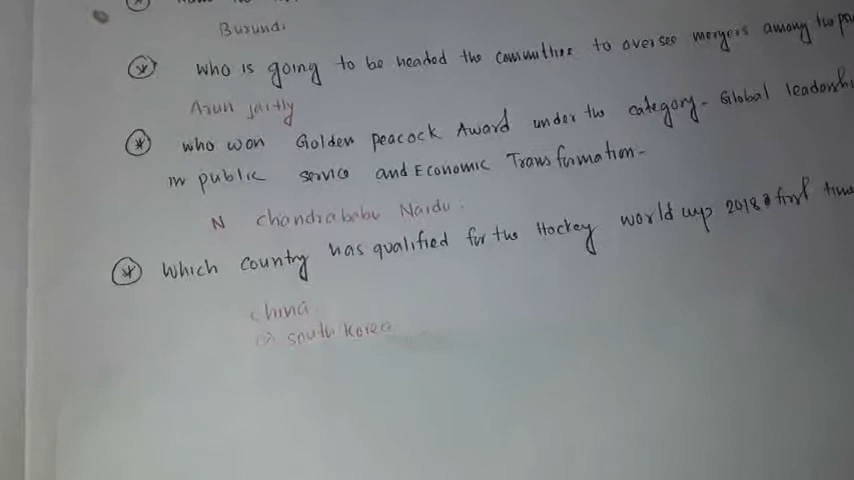 Burundi
who is going to be headed the committee to oversee mergers among two
Arun jaitly
who won Golden peacock Award under the category - Global leadership
in public service and Economic Transformation -
N chandrababu Naidu.
which country has qualified for the Hockey world cup 2018 first time
china
south korea